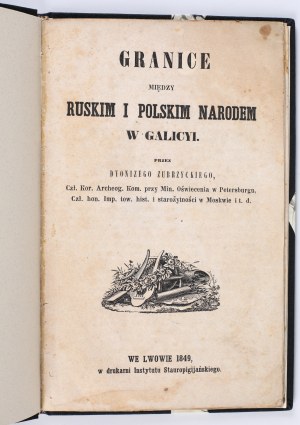 GRANICE
MIĘDZY
RUSKIM I POLSKIM NARODEM
W GALICYI.
PRZEZ
DYONIZEGO ZUBRZYCKIEGO,
Czł. Kor. Archeog. Kom. przy Min. Oświecenia w Petersburgu.
Czł. hon. Imp. tow. hist. i starożytności w Moskwie i t. d.
WE LWOWIE 1849,
w drukarni Instytutu Stauropigijańskiego.